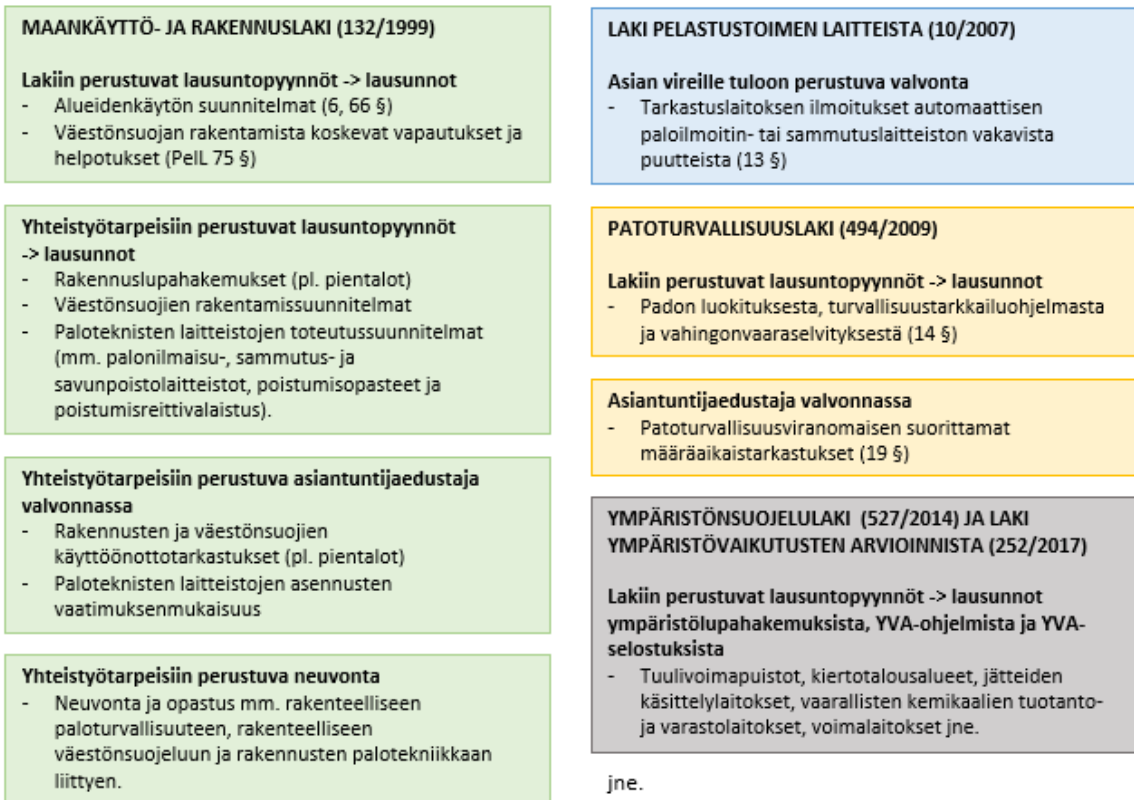 MAANKÄYTTÖ- JA RAKENNUSLAKI (132/1999)
Lakiin perustuvat lausuntopyynnöt -> lausunnot
- Alueidenkäytön suunnitelmat (6, 66 §)
- Väestönsuojan rakentamista koskevat vapautukset ja
helpotukset (PelL 75 §)
Yhteistyötarpeisiin perustuvat lausuntopyynnöt
-> lausunnot
- Rakennuslupahakemukset (pl. pientalot)
- Väestönsuojien rakentamissuunnitelmat
- Paloteknisten laitteistojen toteutussuunnitelmat
(mm. palonilmaisu-, sammutus- ja
savunpoistolaitteistot, poistumisopasteet ja
poistumisreittivalaistus).
Yhteistyötarpeisiin perustuva asiantuntijaedustaja
valvonnassa
- Rakennusten ja väestönsuojien
käyttöönottotarkastukset (pl. pientalot)
- Paloteknisten laitteistojen asennusten
vaatimuksenmukaisuus
Yhteistyötarpeisiin perustuva neuvonta
- Neuvonta ja opastus mm. rakenteelliseen
paloturvallisuuteen, rakenteelliseen
väestönsuojeluun ja rakennusten palotekniikkaan
liittyen.
LAKI PELASTUSTOIMEN LAITTEISTA (10/2007)
Asian vireille tuloon perustuva valvonta
- Tarkastuslaitoksen ilmoitukset automaattisen
paloilmoitin- tai sammutuslaitteiston vakavista
puutteista (13 §)
PATOTURVALLISUUSLAKI (494/2009)
Lakiin perustuvat lausuntopyynnöt -> lausunnot
- Padon luokituksesta, turvallisuustarkkailuohjelmasta
ja vahingonvaaraselvityksestä (14 §)
Asiantuntijaedustaja valvonnassa
- Patoturvallisuusviranomaisen suorittamat
määräaikaistarkastukset (19 §)
YMPÄRISTÖNSUOJELULAKI (527/2014) JA LAKI
YMPÄRISTÖVAIKUTUSTEN ARVIOINNISTA (252/2017)
Lakiin perustuvat lausuntopyynnöt -> lausunnot
ympäristölupahakemuksista, YVA-ohjelmista ja YVA-
selostuksista
- Tuulivoimapuistot, kiertotalousalueet, jätteiden
käsittelylaitokset, vaarallisten kemikaalien tuotanto-
ja varastolaitokset, voimalaitokset jne.
jne.